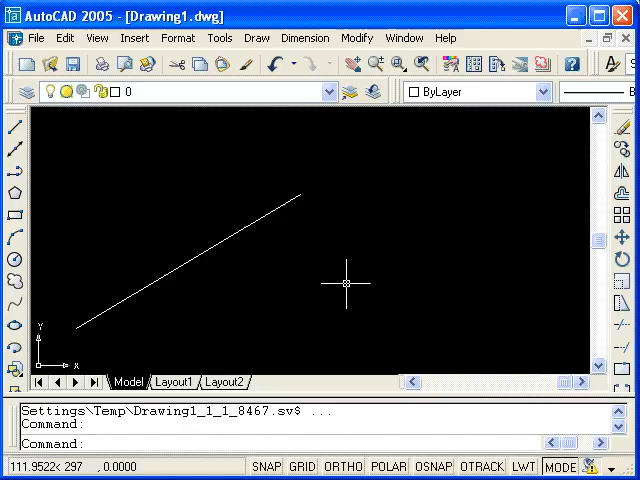 AutoCAD 2005 - [Drawing1.dwg]
File Edit View Insert Format Tools Draw Dimension Modify Window Help
0 ByLayer B
Y
X
Model Layout1 Layout2
Settings\Temp\Drawing1_1_1_8467.sv$ ...
Command:
Command:
111.9522< 297 , 0.0000 SNAP GRID ORTHO POLAR OSNAP OTRACK LWT MODE